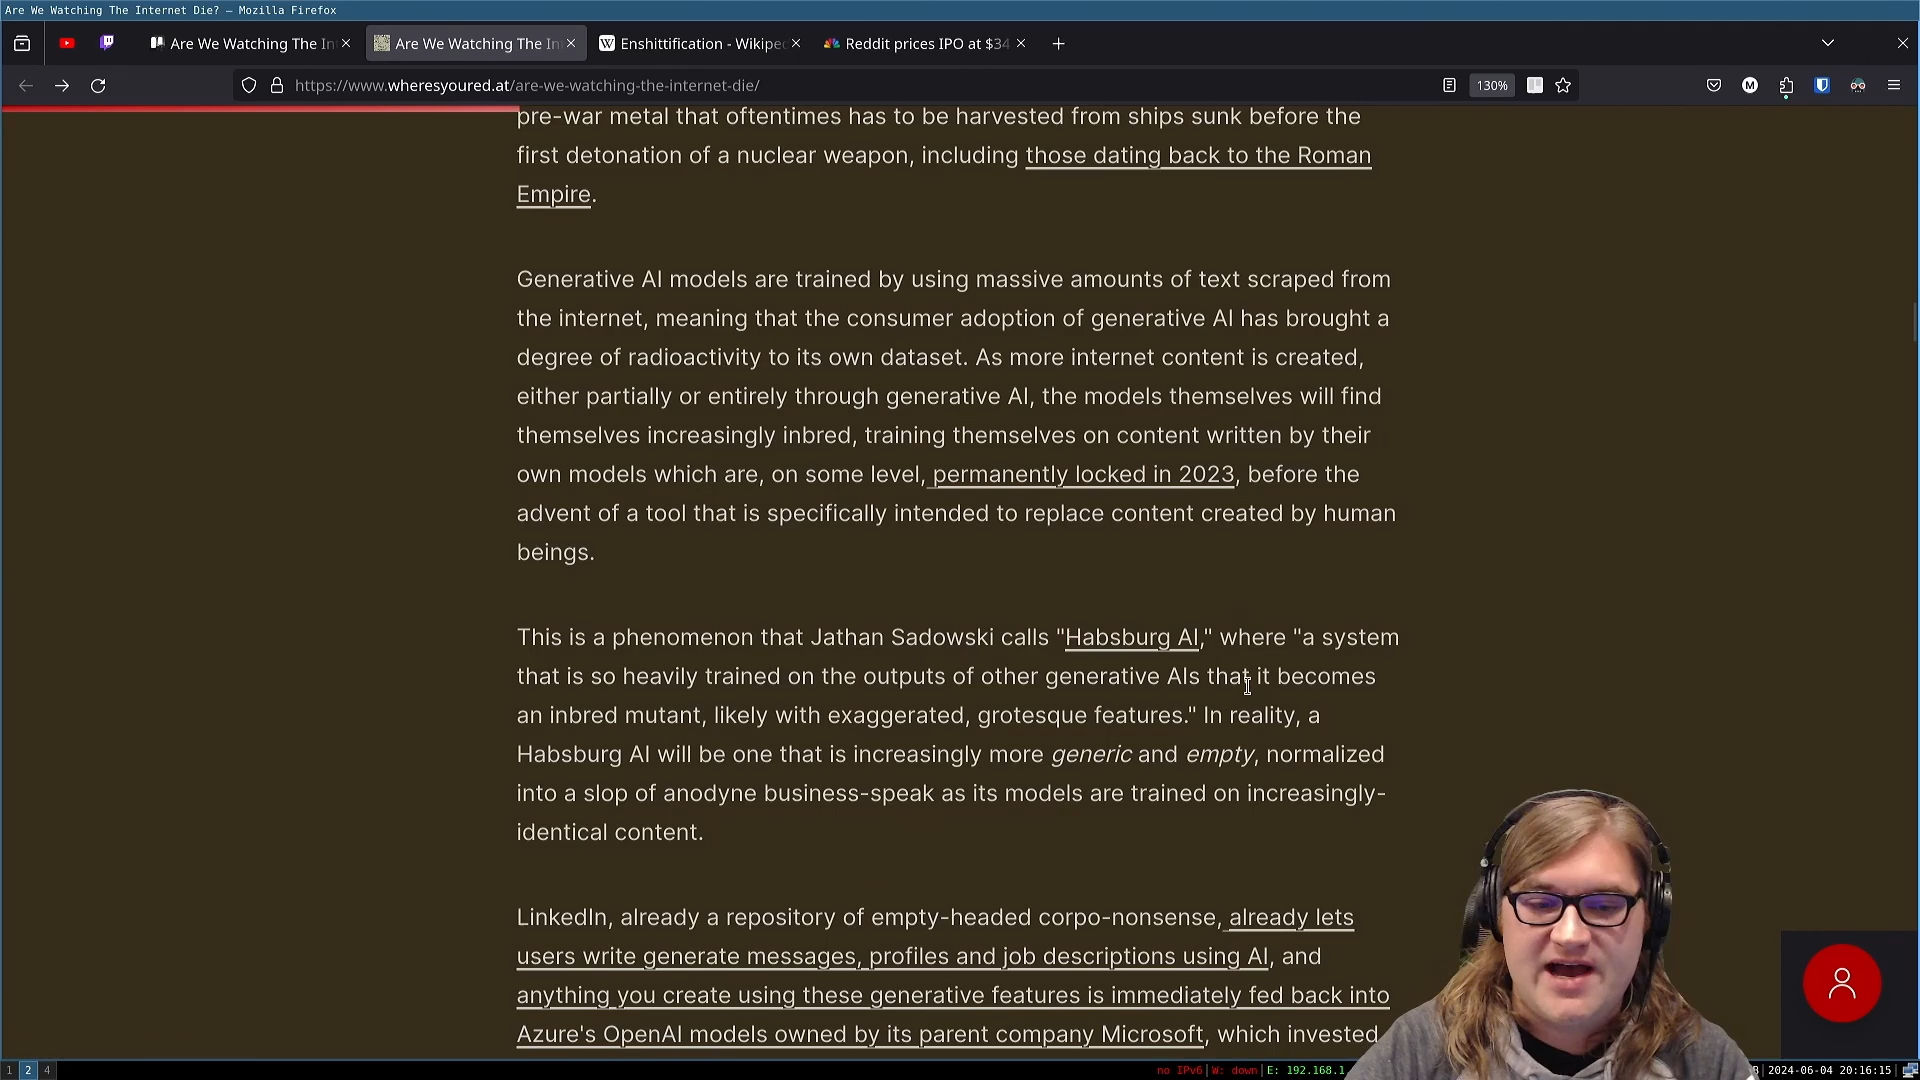 Are We Watching The Internet Die? — Mozilla Firefox
Are We Watching The In
Are We Watching The In
Enshittification - Wikiped
Reddit prices IPO at $34
https://www.wheresyoured.at/are-we-watching-the-internet-die/
130%
pre-war metal that oftentimes has to be harvested from ships sunk before the
first detonation of a nuclear weapon, including those dating back to the Roman
Empire.
Generative AI models are trained by using massive amounts of text scraped from
the internet, meaning that the consumer adoption of generative AI has brought a
degree of radioactivity to its own dataset. As more internet content is created,
either partially or entirely through generative AI, the models themselves will find
themselves increasingly inbred, training themselves on content written by their
own models which are, on some level, permanently locked in 2023, before the
advent of a tool that is specifically intended to replace content created by human
beings.
This is a phenomenon that Jathan Sadowski calls "Habsburg AI," where "a system
that is so heavily trained on the outputs of other generative AIs that it becomes
an inbred mutant, likely with exaggerated, grotesque features." In reality, a
Habsburg AI will be one that is increasingly more generic and empty, normalized
into a slop of anodyne business-speak as its models are trained on increasingly-
identical content.
LinkedIn, already a repository of empty-headed corpo-nonsense, already lets
users write generate messages, profiles and job descriptions using AI, and
anything you create using these generative features is immediately fed back into
Azure's OpenAI models owned by its parent company Microsoft, which invested
1 2 4
no IPv6|W: down|E: 192.168.1
|2024-06-04 20:16:15